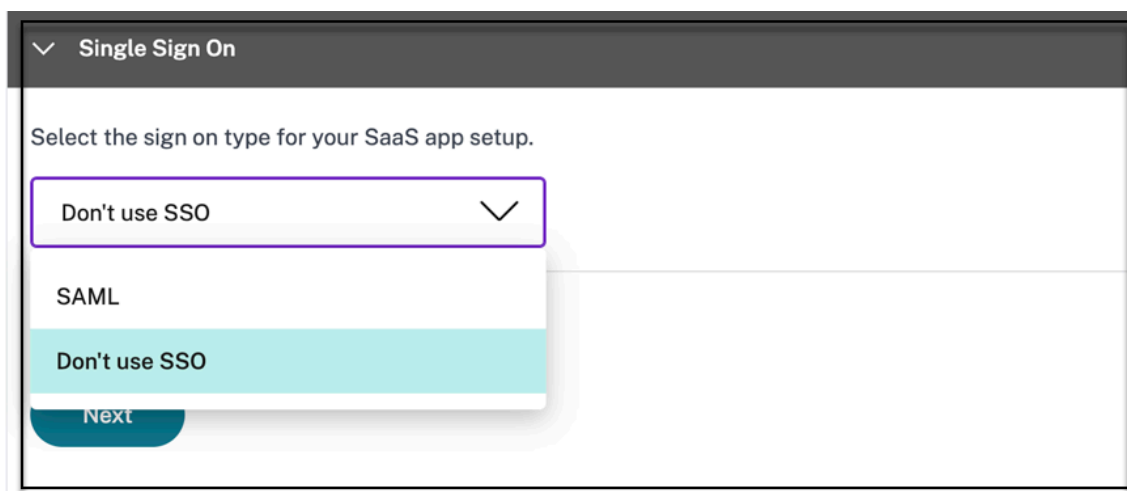 Single Sign On
Select the sign on type for your SaaS app setup.
Don't use SSO
SAML
Don't use SSO
Next